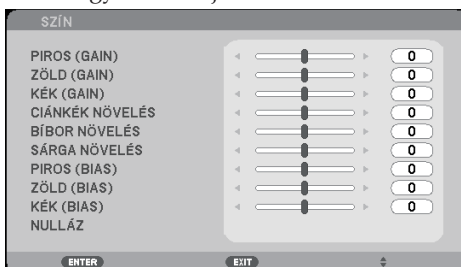 SZÍN
PIROS (GAIN) 0
ZÖLD (GAIN) 0
KÉK (GAIN) 0
CIÁNKÉK NÖVELÉS 0
BÍBOR NÖVELÉS 0
SÁRGA NÖVELÉS 0
PIROS (BIAS) 0
ZÖLD (BIAS) 0
KÉK (BIAS) 0
NULLÁZ
ENTER EXIT